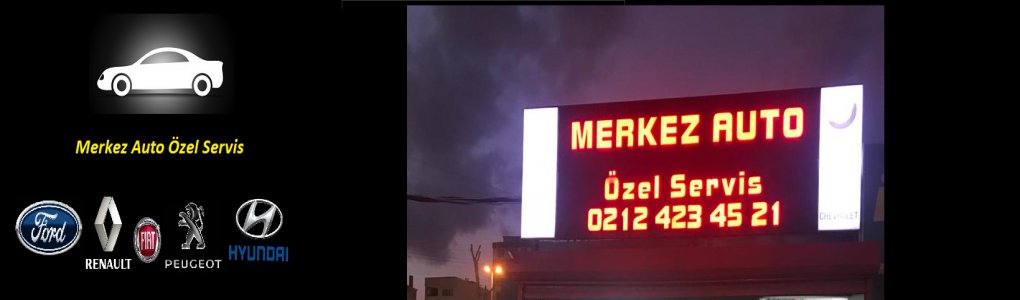 Merkez Auto Özel Servis
Ford
RENAULT
FIAT
PEUGEOT
HYUNDAI
MERKEZ AUTO
Özel Servis
0212 423 45 21
CHEVROLET